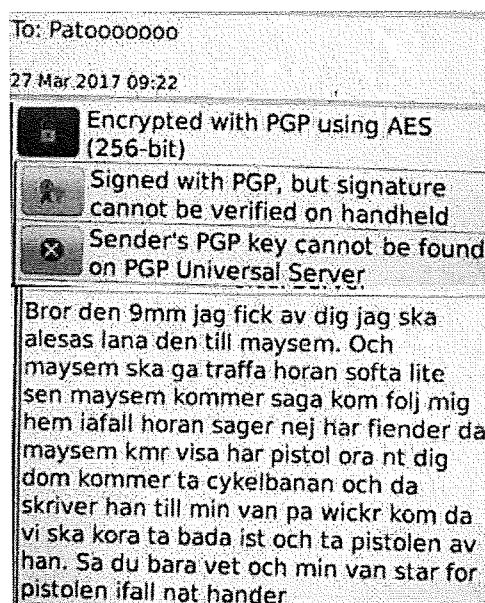 To: Patooooooo
27 Mar 2017 09:22
Encrypted with PGP using AES
(256-bit)
Signed with PGP, but signature
cannot be verified on handheld
Sender's PGP key cannot be found
on PGP Universal Server
Bror den 9mm jag fick av dig jag ska
alesas lana den till maysem. Och
maysem ska ga traffa horan softa lite
sen maysem kommer saga kom folj mig
hem iafall horan sager nej har fiender da
maysem kmr visa har pistol ora nt dig
dom kommer ta cykelbanan och da
skriver han till min van pa wickr kom da
vi ska kora ta bada ist och ta pistolen av
han. Sa du bara vet och min van star for
pistolen ifall nat hander